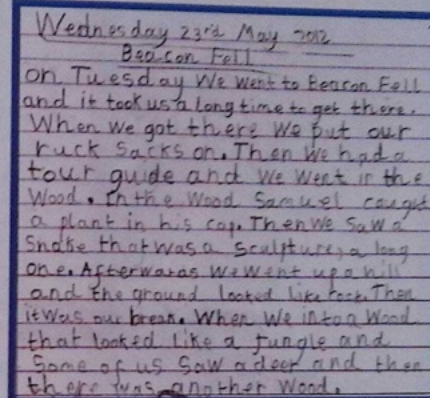 Wednesday 23rd May 2012
Beacon Fell
on Tuesday We went to Beacon Fell
and it took us a long time to get there.
When we got there we put our
ruck sacks on. Then we had a
tour guide and we went in the
Wood. In the wood Samuel caught
a plant in his cap. Then we saw a
Snake that was a sculpture, a long
one. Afterwards we went up a hill
and the ground looked like rock. Then
it was our break. When we into a Wood
that looked like a jungle and
Some of us saw a deer and then
there was another Wood.